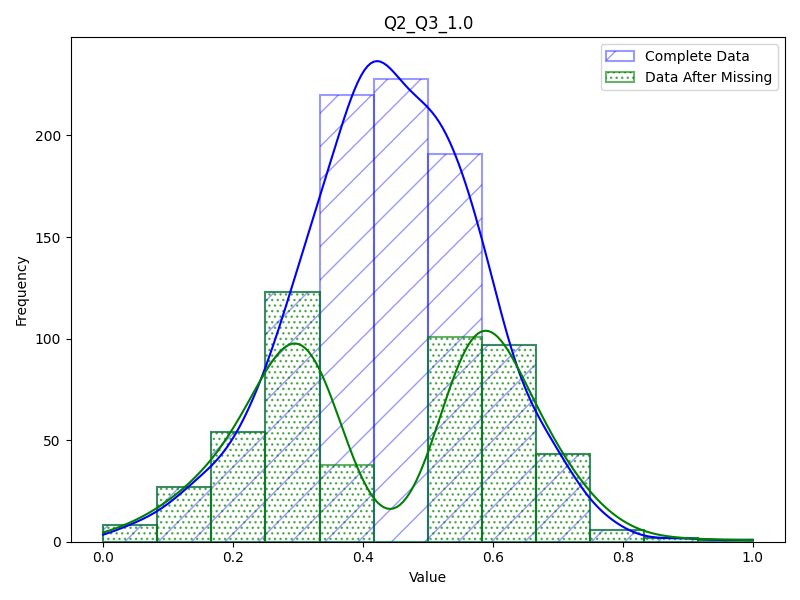 Q2_Q3_1.0
Complete Data
Data After Missing
Frequency
200
150
100
50
0
0.0 0.2 0.4 0.6 0.8 1.0
Value